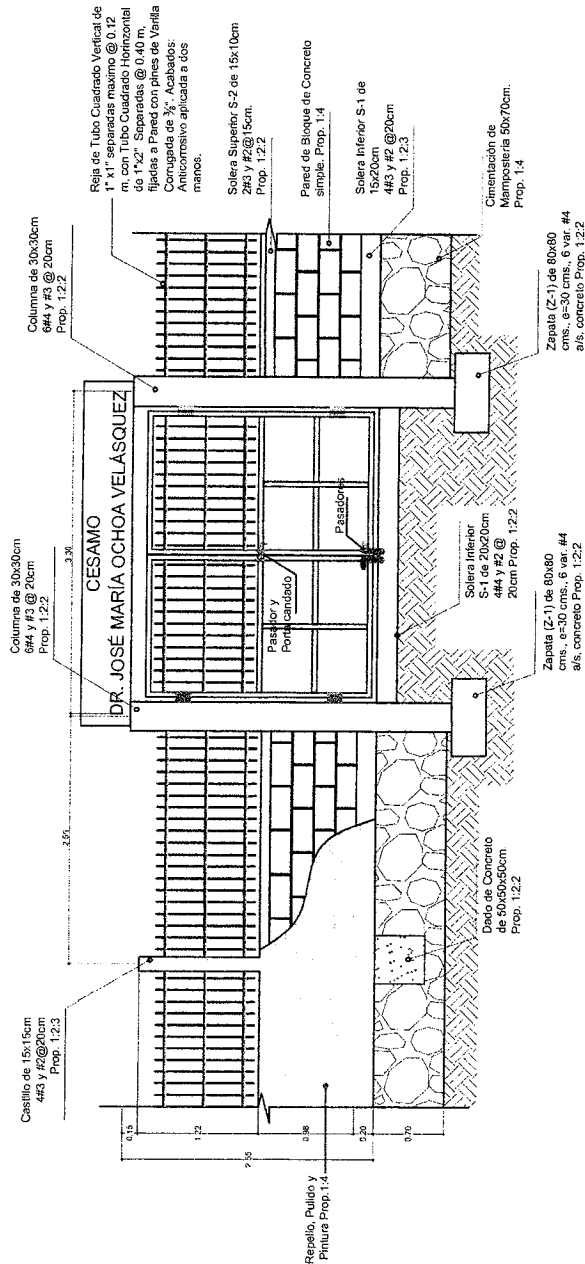 Castillo de 15x15cm
4#3 y #2@20cm
Prop. 1:2:3
Columna de 30x30cm
6#4 y #3 @ 20cm
Prop. 1:2:2
Columna de 30x30cm
6#4 y #3 @ 20cm
Prop. 1:2:2
Reja de Tubo Cuadrado Vertical de
1" x1" separadas maximo @ 0.12
m, con Tubo Cuadrado Horinzontal
de 1"x2" Separadas @ 0.40 m,
fijadas a Pared con pines de Varilla
Corrugada de ⅜". Acabados:
Anticorrosivo aplicada a dos
manos.
Solera Superior S-2 de 15x10cm
2#3 y #2@15cm.
Prop. 1:2:2
Pared de Bloque de Concreto
simple. Prop. 1:4
Solera Inferior S-1 de
15x20cm
4#3 y #2 @20cm
Prop. 1:2:3
Cimentación de
Mamposteria 50x70cm.
Prop. 1:4
CESAMO
DR. JOSÉ MARÍA OCHOA VELÁSQUEZ
3.30
Pasador y
Porta candado
Pasadores
0.15
1.22
0.98
0.20
0.70
Repello, Pulido y
Pintura Prop.1:4
Dado de Concreto
de 50x50x50cm
Prop. 1:2:2
Solera Inferior
S-1 de 20x20cm
4#4 y #2 @
20cm Prop. 1:2:2
Zapata (Z-1) de 80x80
cms., e=30 cms., 6 var. #4
a/s, concreto Prop. 1:2:2
Zapata (Z-1) de 80x80
cms., e=30 cms., 6 var. #4
a/s, concreto Prop. 1:2:2